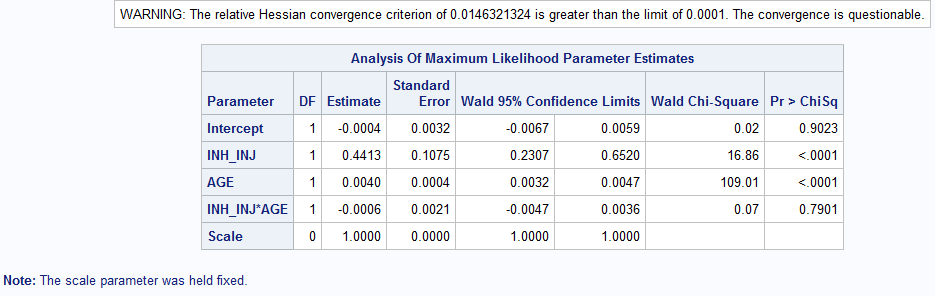 WARNING: The relative Hessian convergence criterion of 0.0146321324 is greater than the limit of 0.0001. The convergence is questionable.
Analysis Of Maximum Likelihood Parameter Estimates
Parameter DF Estimate Standard Error Wald 95% Confidence Limits Wald Chi-Square Pr > ChiSq
Intercept 1 -0.0004 0.0032 -0.0067 0.0059 0.02 0.9023
INH_INJ 1 0.4413 0.1075 0.2307 0.6520 16.86 <.0001
AGE 1 0.0040 0.0004 0.0032 0.0047 109.01 <.0001
INH_INJ*AGE 1 -0.0006 0.0021 -0.0047 0.0036 0.07 0.7901
Scale 0 1.0000 0.0000 1.0000 1.0000
Note: The scale parameter was held fixed.